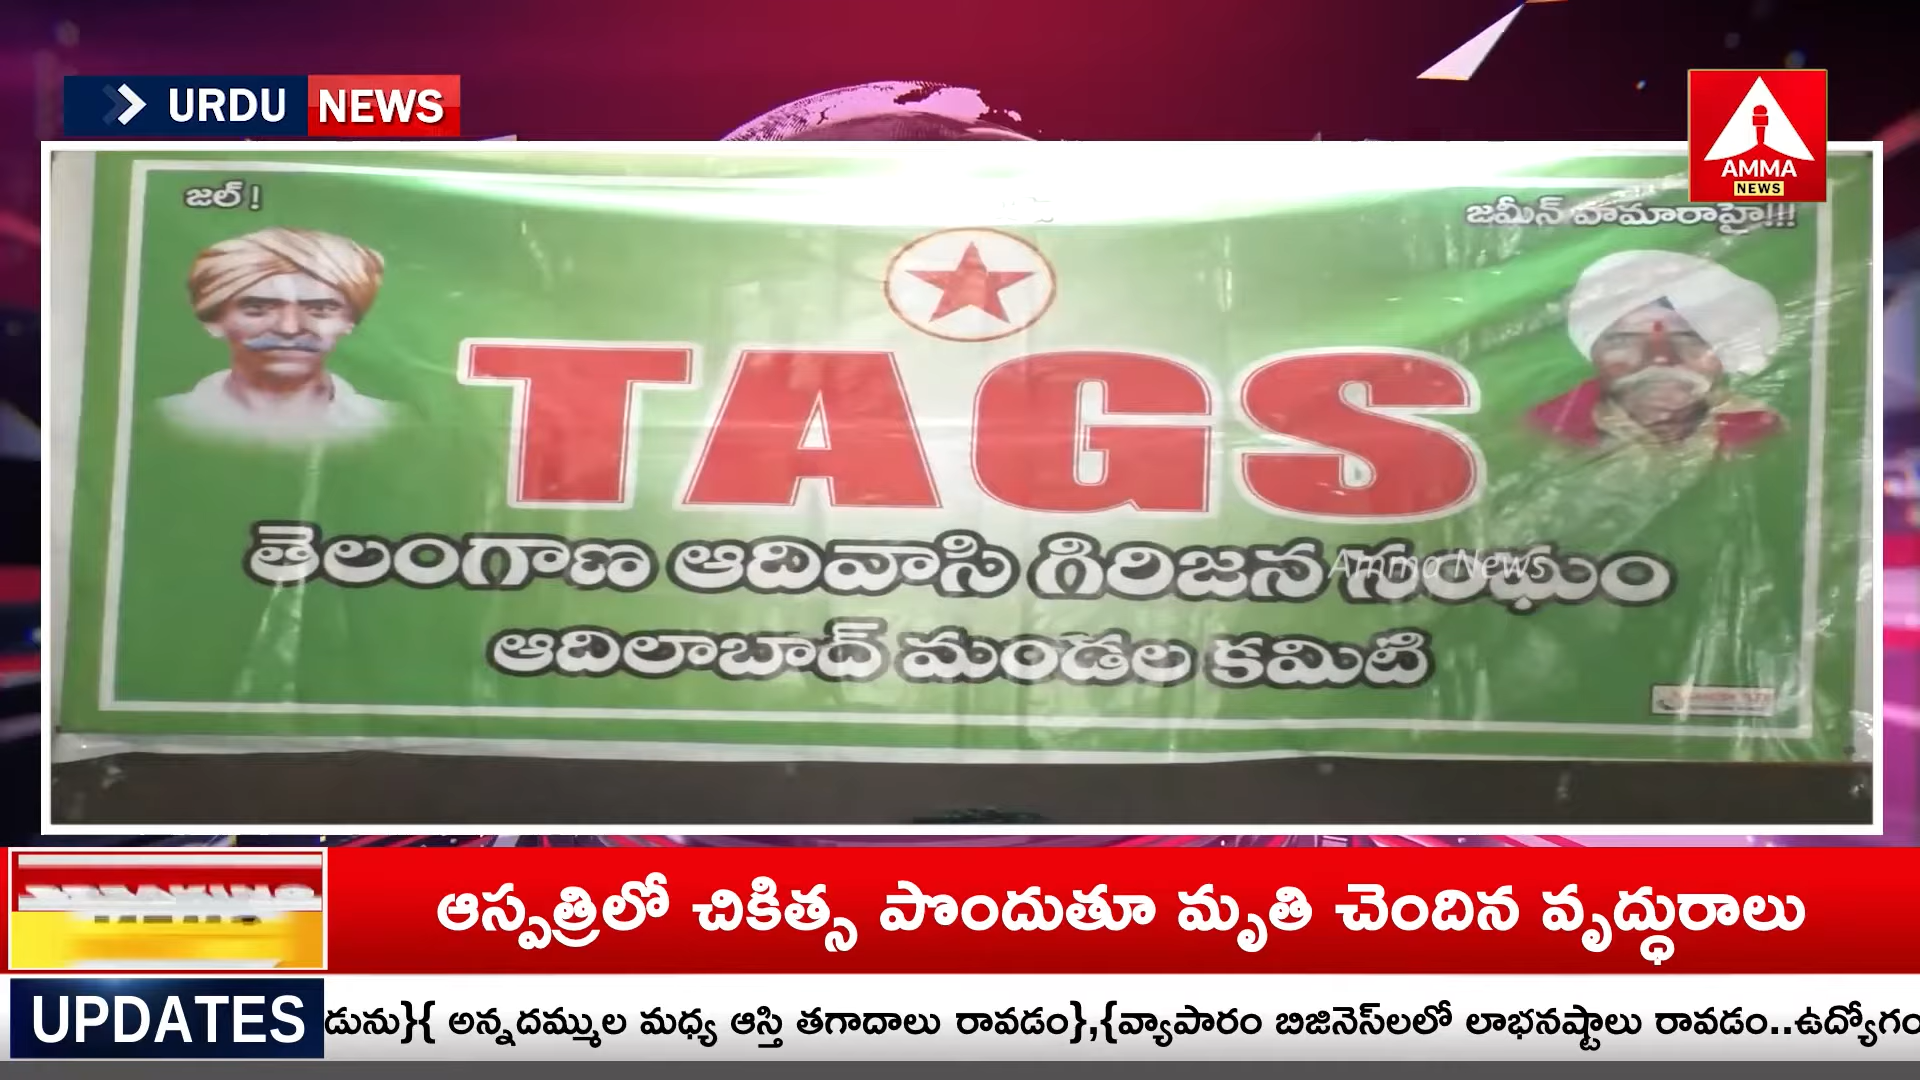 URDU NEWS
AMMA
NEWS
జల్ !
జమీన్ హమారాహై!!!
TAGS
తెలంగాణ ఆదివాసి గిరిజన సంఘం
Amma News
ఆదిలాబాద్ మండల కమిటి
ఆస్పత్రిలో చికిత్స పొందుతూ మృతి చెందిన వృద్ధురాలు
UPDATES
డును}{ అన్నదమ్ముల మధ్య ఆస్తి తగాదాలు రావడం},{వ్యాపారం బిజినెస్‌లలో లాభనష్టాలు రావడం..ఉద్యోగం